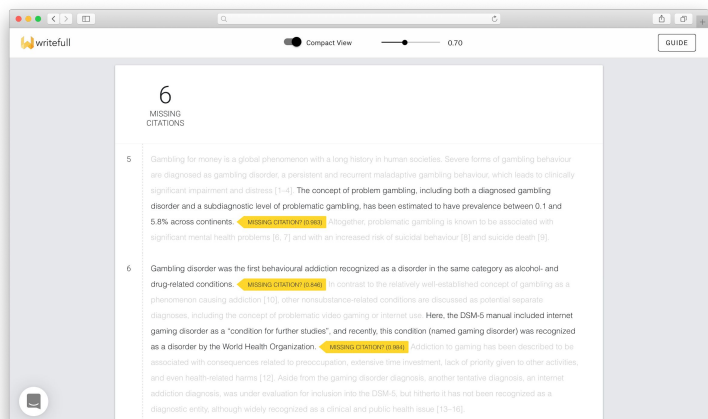 writefull
Compact View
0.70
GUIDE
6
MISSING
CITATIONS
5
Gambling for money is a global phenomenon with a long history in human societies. Severe forms of gambling behaviour
are diagnosed as gambling disorder, a persistent and recurrent maladaptive gambling behaviour, which leads to clinically
significant impairment and distress [1-4]. The concept of problem gambling, including both a diagnosed gambling
disorder and a subdiagnostic level of problematic gambling, has been estimated to have prevalence between 0.1 and
5.8% across continents. MISSING CITATION? (0.983) Altogether, problematic gambling is known to be associated with
significant mental health problems [6, 7] and with an increased risk of suicidal behaviour [8] and suicide death [9].
6
Gambling disorder was the first behavioural addiction recognized as a disorder in the same category as alcohol- and
drug-related conditions. MISSING CITATION? (0.846) In contrast to the relatively well-established concept of gambling as a
phenomenon causing addiction [10], other nonsubstance-related conditions are discussed as potential separate
diagnoses, including the concept of problematic video gaming or internet use. Here, the DSM-5 manual included internet
gaming disorder as a “condition for further studies”, and recently, this condition (named gaming disorder) was recognized
as a disorder by the World Health Organization. MISSING CITATION? (0.984) Addiction to gaming has been described to be
associated with consequences related to preoccupation, extensive time investment, lack of priority given to other activities,
and even health-related harms [12]. Aside from the gaming disorder diagnosis, another tentative diagnosis, an internet
addiction diagnosis, was under evaluation for inclusion into the DSM-5, but hitherto it has not been recognized as a
diagnostic entity, although widely recognized as a clinical and public health issue [13-16].